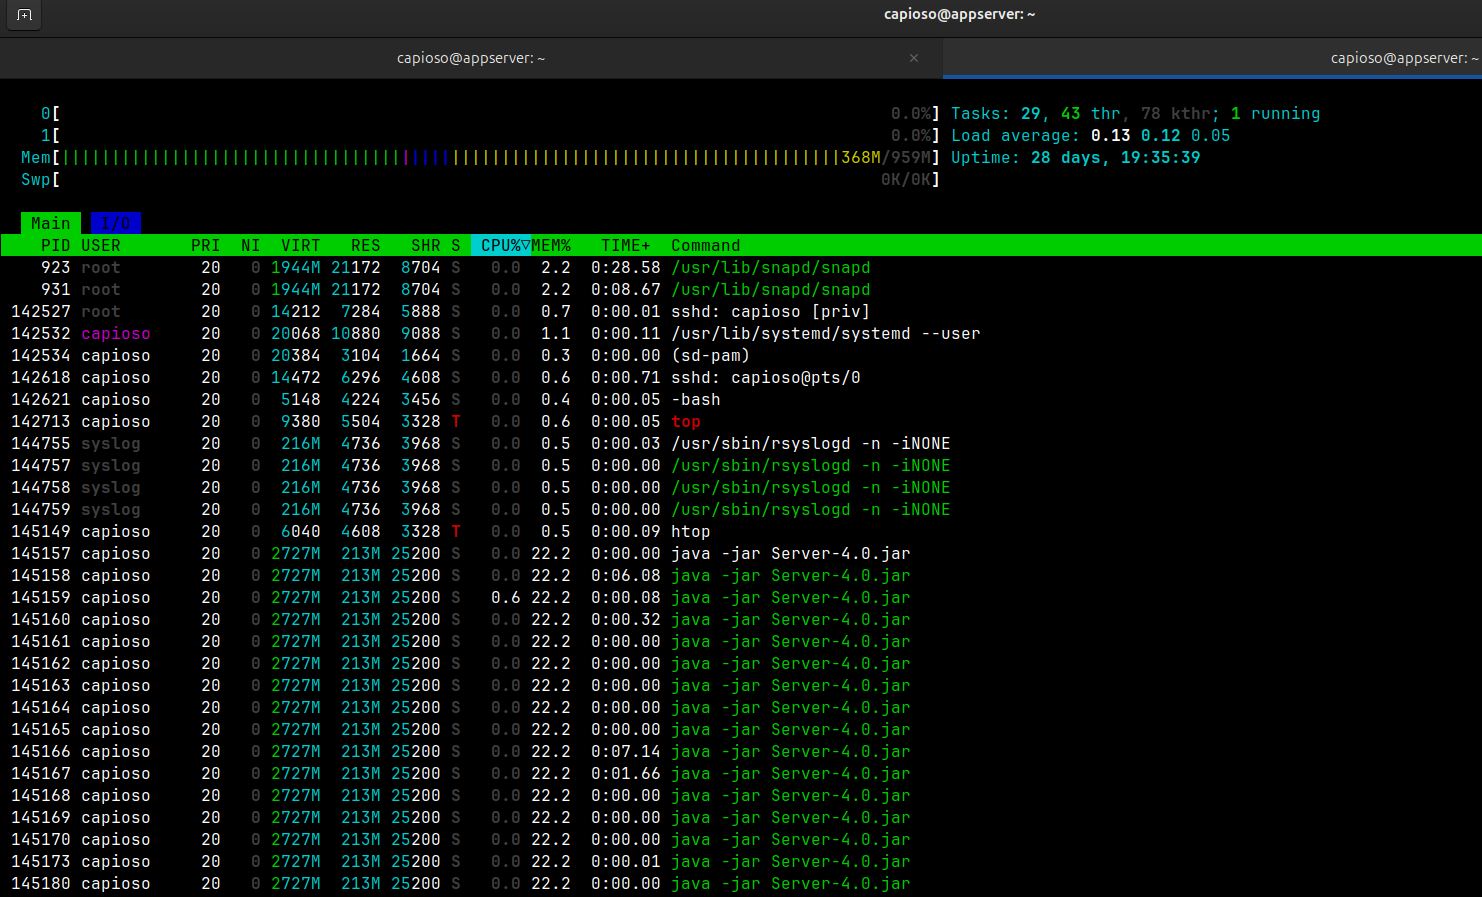 capioso@appserver: ~
capioso@appserver: ~ × capioso@appserver: ~
0[ 0.0%] Tasks: 29, 43 thr, 78 kthr; 1 running
1[ 0.0%] Load average: 0.13 0.12 0.05
Mem[||||||||||||||||||||||||||||||||||||||||||||||||||||||||||||||||||||||||||||||368M/959M] Uptime: 28 days, 19:35:39
Swp[ 0K/0K]
Main I/O
PID USER PRI NI VIRT RES SHR S CPU%▽MEM% TIME+ Command
923 root 20 0 1944M 21172 8704 S 0.0 2.2 0:28.58 /usr/lib/snapd/snapd
931 root 20 0 1944M 21172 8704 S 0.0 2.2 0:08.67 /usr/lib/snapd/snapd
142527 root 20 0 14212 7284 5888 S 0.0 0.7 0:00.01 sshd: capioso [priv]
142532 capioso 20 0 20068 10880 9088 S 0.0 1.1 0:00.11 /usr/lib/systemd/systemd --user
142534 capioso 20 0 20384 3104 1664 S 0.0 0.3 0:00.00 (sd-pam)
142618 capioso 20 0 14472 6296 4608 S 0.0 0.6 0:00.71 sshd: capioso@pts/0
142621 capioso 20 0 5148 4224 3456 S 0.0 0.4 0:00.05 -bash
142713 capioso 20 0 9380 5504 3328 T 0.0 0.6 0:00.05 top
144755 syslog 20 0 216M 4736 3968 S 0.0 0.5 0:00.03 /usr/sbin/rsyslogd -n -iNONE
144757 syslog 20 0 216M 4736 3968 S 0.0 0.5 0:00.00 /usr/sbin/rsyslogd -n -iNONE
144758 syslog 20 0 216M 4736 3968 S 0.0 0.5 0:00.00 /usr/sbin/rsyslogd -n -iNONE
144759 syslog 20 0 216M 4736 3968 S 0.0 0.5 0:00.00 /usr/sbin/rsyslogd -n -iNONE
145149 capioso 20 0 6040 4608 3328 T 0.0 0.5 0:00.09 htop
145157 capioso 20 0 2727M 213M 25200 S 0.0 22.2 0:00.00 java -jar Server-4.0.jar
145158 capioso 20 0 2727M 213M 25200 S 0.0 22.2 0:06.08 java -jar Server-4.0.jar
145159 capioso 20 0 2727M 213M 25200 S 0.6 22.2 0:00.08 java -jar Server-4.0.jar
145160 capioso 20 0 2727M 213M 25200 S 0.0 22.2 0:00.32 java -jar Server-4.0.jar
145161 capioso 20 0 2727M 213M 25200 S 0.0 22.2 0:00.00 java -jar Server-4.0.jar
145162 capioso 20 0 2727M 213M 25200 S 0.0 22.2 0:00.00 java -jar Server-4.0.jar
145163 capioso 20 0 2727M 213M 25200 S 0.0 22.2 0:00.00 java -jar Server-4.0.jar
145164 capioso 20 0 2727M 213M 25200 S 0.0 22.2 0:00.00 java -jar Server-4.0.jar
145165 capioso 20 0 2727M 213M 25200 S 0.0 22.2 0:00.00 java -jar Server-4.0.jar
145166 capioso 20 0 2727M 213M 25200 S 0.0 22.2 0:07.14 java -jar Server-4.0.jar
145167 capioso 20 0 2727M 213M 25200 S 0.0 22.2 0:01.66 java -jar Server-4.0.jar
145168 capioso 20 0 2727M 213M 25200 S 0.0 22.2 0:00.00 java -jar Server-4.0.jar
145169 capioso 20 0 2727M 213M 25200 S 0.0 22.2 0:00.00 java -jar Server-4.0.jar
145170 capioso 20 0 2727M 213M 25200 S 0.0 22.2 0:00.00 java -jar Server-4.0.jar
145173 capioso 20 0 2727M 213M 25200 S 0.0 22.2 0:00.01 java -jar Server-4.0.jar
145180 capioso 20 0 2727M 213M 25200 S 0.0 22.2 0:00.00 java -jar Server-4.0.jar